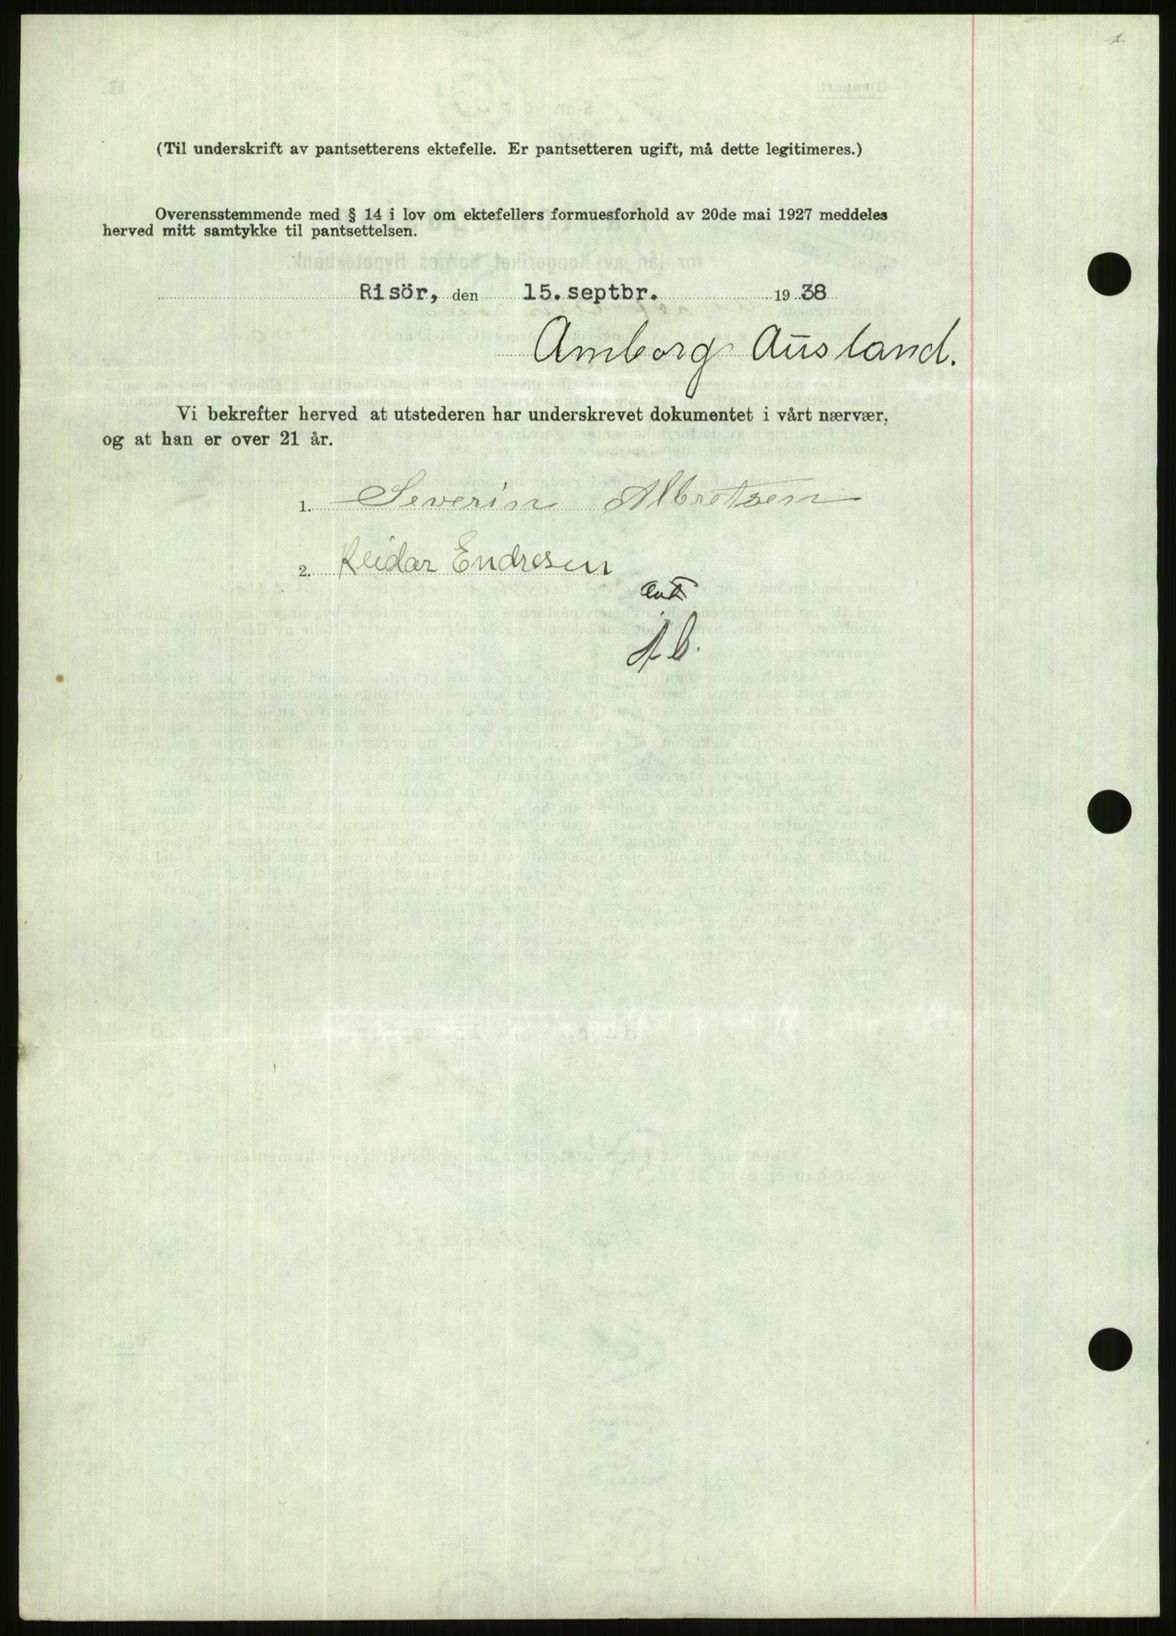 (Til underskrift av pantsetterens ektefelle. Er pantsetteren ugift, må dette legitimeres.)
Overensstemmende med § 14 i lov om ektefellers formuesforhold av 20de mai 1927 meddeles
herved mitt samtykke til pantsettelsen.
Risör, den 15. septbr. 1938
Amborg Ausland.
Vi bekrefter herved at utstederen har underskrevet dokumentet i vårt nærvær,
og at han er over 21 år.
1. Severin Albretsen
2. Reidar Endresen